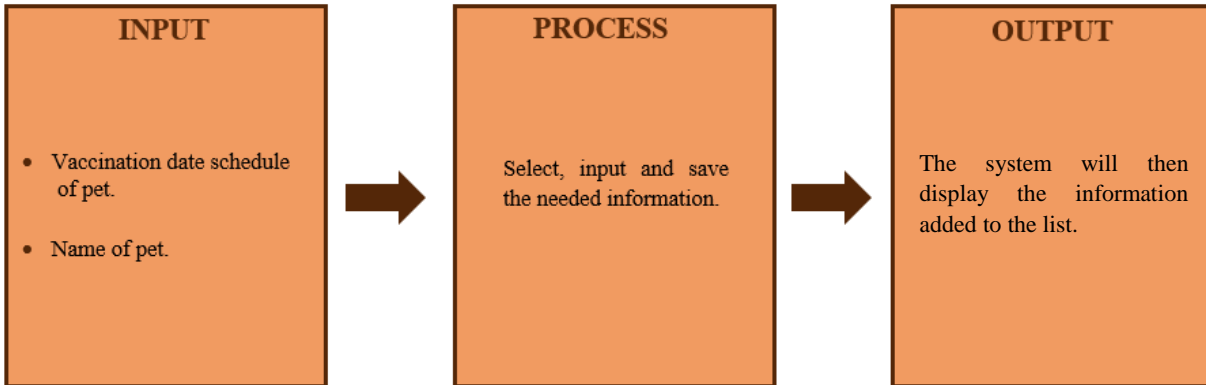 INPUT
• Vaccination date schedule
of pet.
• Name of pet.
PROCESS
Select, input and save
the needed information.
OUTPUT
The system will then
display the information
added to the list.